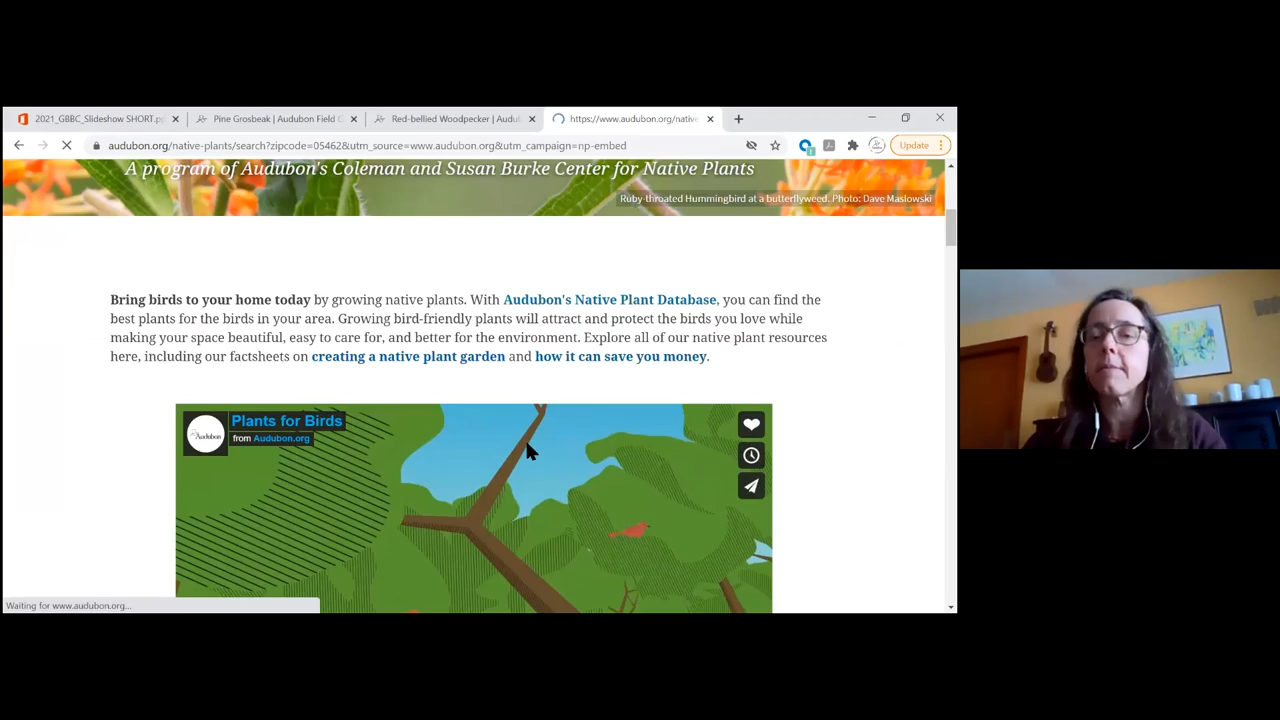 2021_GBBC_Slideshow SHORT.p
Pine Grosbeak | Audubon Field G
Red-bellied Woodpecker | Audu
https://www.audubon.org/native
audubon.org/native-plants/search?zipcode=05462&utm_source=www.audubon.org&utm_campaign=np-embed
Update
A program of Audubon's Coleman and Susan Burke Center for Native Plants
Ruby-throated Hummingbird at a butterflyweed. Photo: Dave Maslowski
Bring birds to your home today by growing native plants. With Audubon's Native Plant Database, you can find the
best plants for the birds in your area. Growing bird-friendly plants will attract and protect the birds you love while
making your space beautiful, easy to care for, and better for the environment. Explore all of our native plant resources
here, including our factsheets on creating a native plant garden and how it can save you money.
Audubon
Plants for Birds
from Audubon.org
Waiting for www.audubon.org...